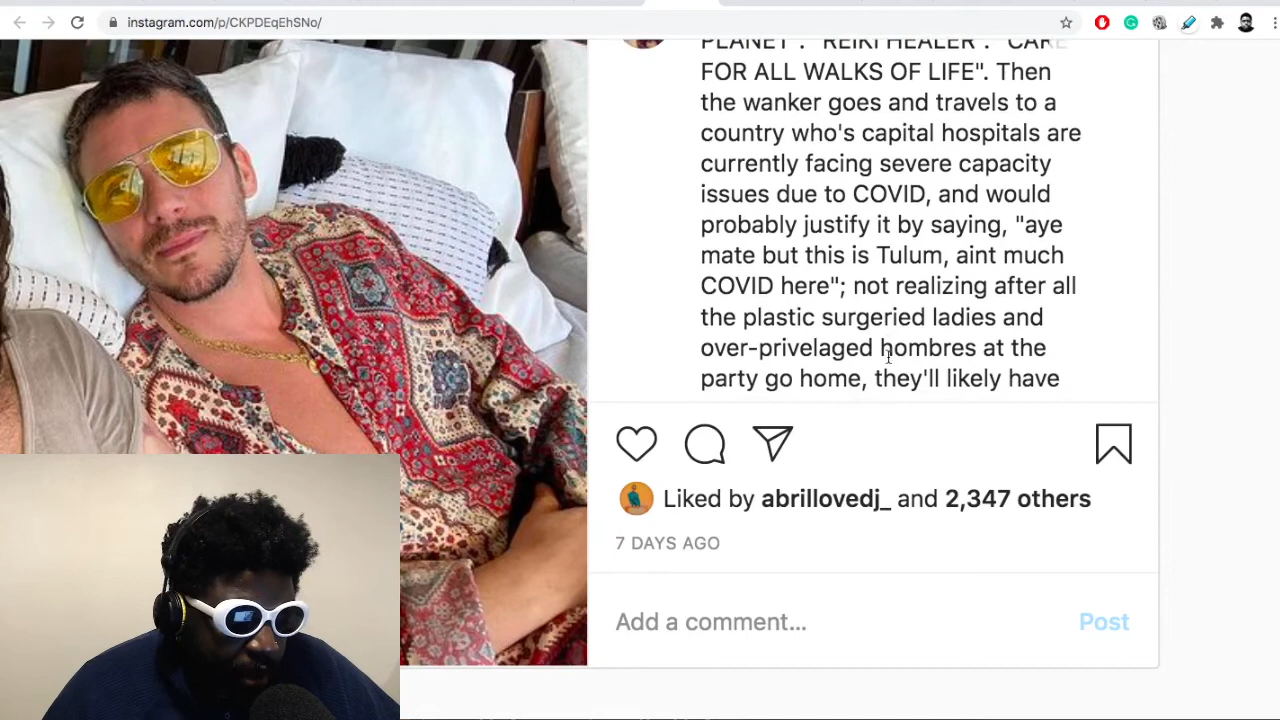 instagram.com/p/CKPDEqEhSNo/
PLANET". "REIKI HEALER". "CARE
FOR ALL WALKS OF LIFE". Then
the wanker goes and travels to a
country who's capital hospitals are
currently facing severe capacity
issues due to COVID, and would
probably justify it by saying, "aye
mate but this is Tulum, aint much
COVID here"; not realizing after all
the plastic surgeried ladies and
over-privelaged hombres at the
party go home, they'll likely have
Liked by abrillovedj_ and 2,347 others
7 DAYS AGO
Add a comment...
Post